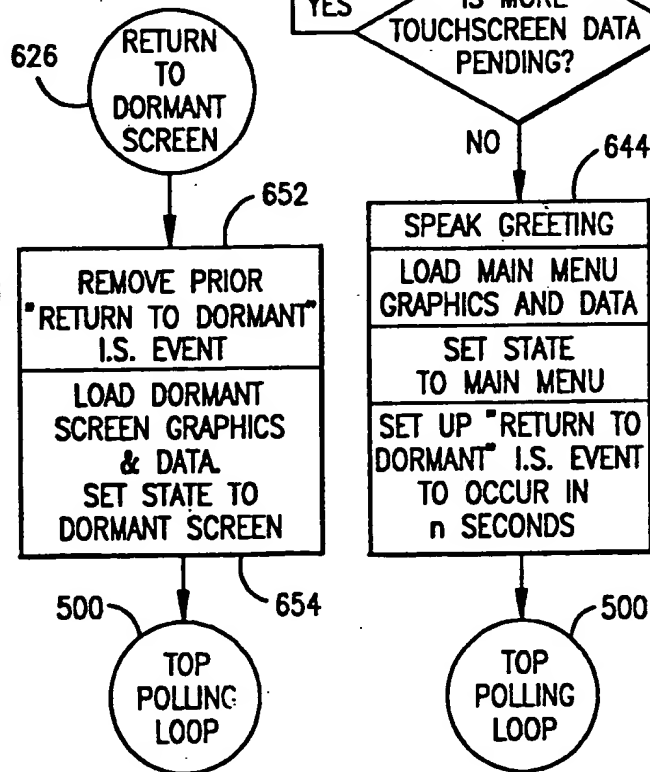 626
RETURN
TO
DORMANT
SCREEN
652
REMOVE PRIOR
"RETURN TO DORMANT"
I.S. EVENT
LOAD DORMANT
SCREEN GRAPHICS
& DATA.
SET STATE TO
DORMANT SCREEN
654
500
TOP
POLLING
LOOP
YES
IS MORE
TOUCHSCREEN DATA
PENDING?
NO
644
SPEAK GREETING
LOAD MAIN MENU
GRAPHICS AND DATA
SET STATE
TO MAIN MENU
SET UP "RETURN TO
DORMANT" I.S. EVENT
TO OCCUR IN
n SECONDS
500
TOP
POLLING
LOOP